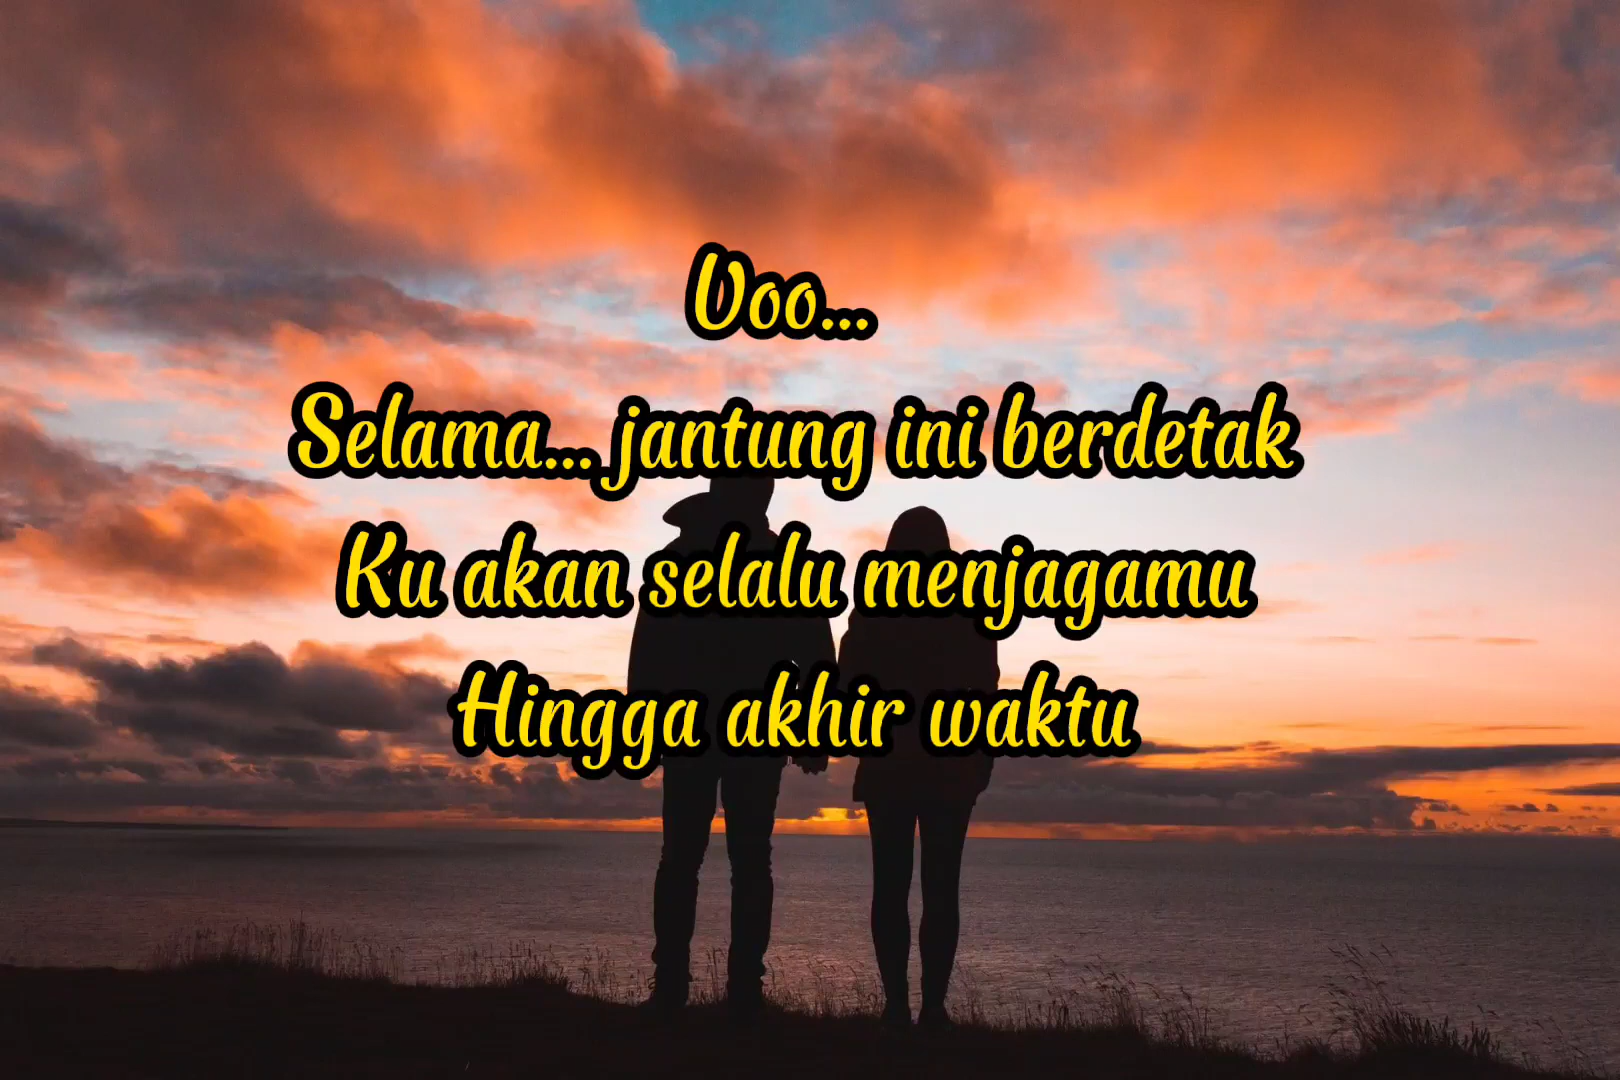 Uoo...
Selama... jantung ini berdetak
Ku akan selalu menjagamu
Hingga akhir waktu